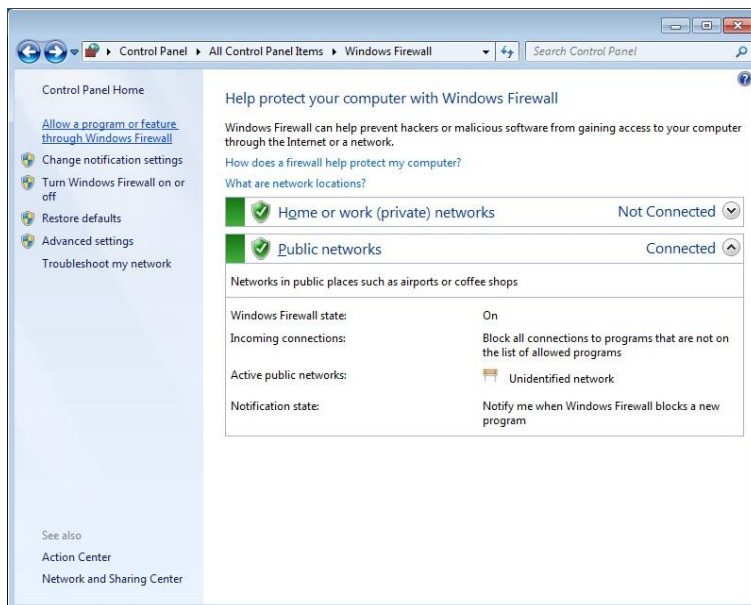 Control Panel ▸ All Control Panel Items ▸ Windows Firewall
Search Control Panel
Control Panel Home
Allow a program or feature
through Windows Firewall
Change notification settings
Turn Windows Firewall on or
off
Restore defaults
Advanced settings
Troubleshoot my network
See also
Action Center
Network and Sharing Center
Help protect your computer with Windows Firewall
Windows Firewall can help prevent hackers or malicious software from gaining access to your computer
through the Internet or a network.
How does a firewall help protect my computer?
What are network locations?
Home or work (private) networks Not Connected
Public networks Connected
Networks in public places such as airports or coffee shops
Windows Firewall state: On
Incoming connections: Block all connections to programs that are not on
the list of allowed programs
Active public networks: Unidentified network
Notification state: Notify me when Windows Firewall blocks a new
program